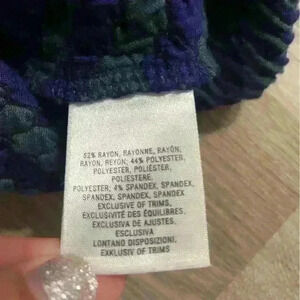 52% RAYON, RAYONNE, RAYÓN,
RAYON, REYON; 44% POLYESTER,
POLYESTER, POLIÉSTER,
POLIESTERE,
POLYESTER; 4% SPANDEX, SPANDEX,
SPANDEX, SPANDEX, SPANDEX
EXCLUSIVE OF TRIMS,
EXCLUSIVITÉ DES ÉQUILIBRES,
EXCLUSIVA DE AJUSTES,
ESCLUSIVA
LONTANO DISPOSIZIONI,
EXKLUSIV OF TRIMS